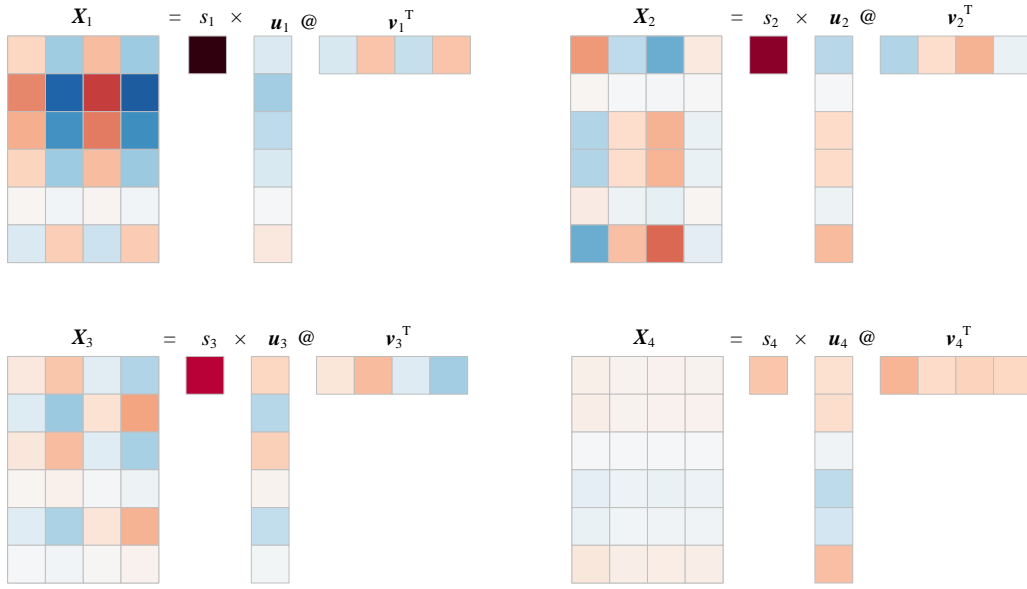 X₁ = s₁ × u₁ @ v₁ᵀ
X₂ = s₂ × u₂ @ v₂ᵀ
X₃ = s₃ × u₃ @ v₃ᵀ
X₄ = s₄ × u₄ @ v₄ᵀ